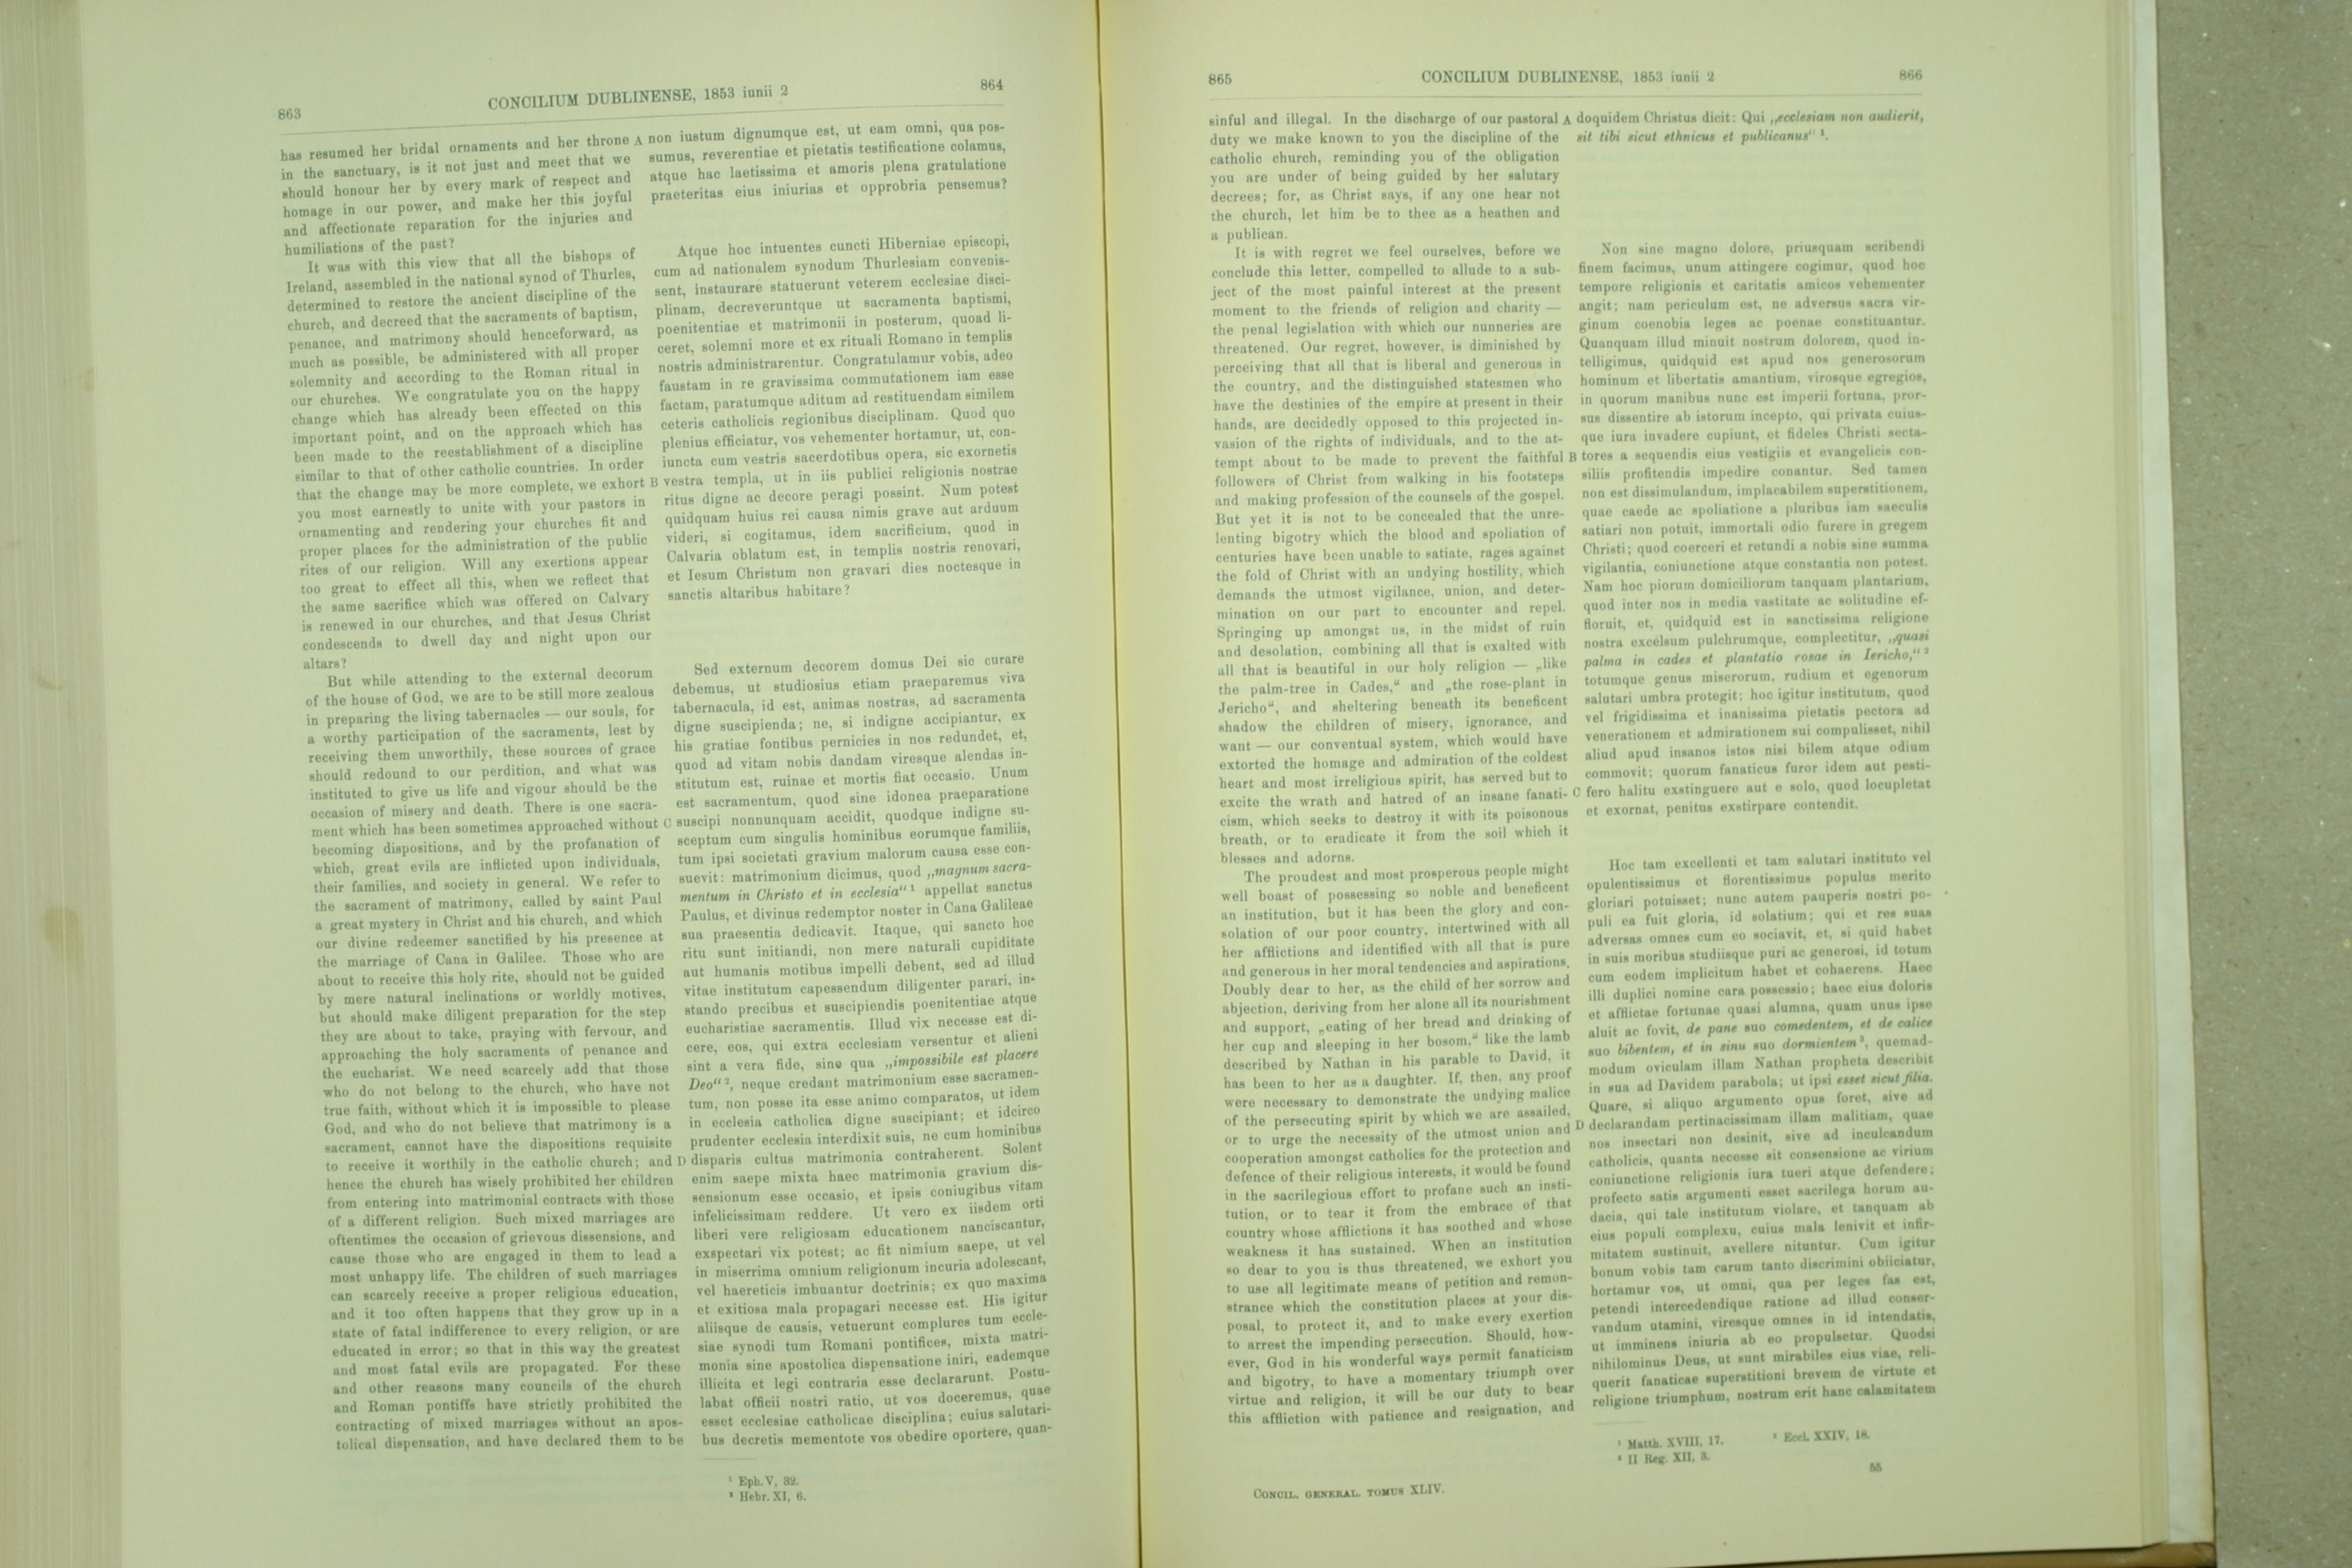 863
CONCILIUM DUBLINENSE, 1853 iunii 2
864
has resumed her bridal ornaments and her throne
in the sanctuary, is it not just and meet that we
should honour her by every mark of respect and
homage in our power, and make her this joyful
and affectionate reparation for the injuries and
humiliations of the past?
It was with this view that all the bishops of
Ireland, assembled in the national synod of Thurles,
determined to restore the ancient discipline of the
church, and decreed that the sacraments of baptism,
penance, and matrimony should henceforward, as
much as possible, be administered with all proper
solemnity and according to the Roman ritual in
our churches. We congratulate you on the happy
change which has already been effected on this
important point, and on the approach which has
been made to the reestablishment of a discipline
similar to that of other catholic countries. In order
that the change may be more complete, we exhort
you most earnestly to unite with your pastors in
ornamenting and rendering your churches fit and
proper places for the administration of the public
rites of our religion. Will any exertions appear
too great to effect all this, when we reflect that
the same sacrifice which was offered on Calvary
is renewed in our churches, and that Jesus Christ
condescends to dwell day and night upon our
altars?
But while attending to the external decorum
of the house of God, we are to be still more zealous
in preparing the living tabernacles — our souls, for
a worthy participation of the sacraments, lest by
receiving them unworthily, these sources of grace
should redound to our perdition, and what was
instituted to give us life and vigour should be the
occasion of misery and death. There is one sacra-
ment which has been sometimes approached without
becoming dispositions, and by the profanation of
which, great evils are inflicted upon individuals,
their families, and society in general. We refer to
the sacrament of matrimony, called by saint Paul
a great mystery in Christ and his church, and which
our divine redeemer sanctified by his presence at
the marriage of Cana in Galilee. Those who are
about to receive this holy rite, should not be guided
by mere natural inclinations or worldly motives,
but should make diligent preparation for the step
they are about to take, praying with fervour, and
approaching the holy sacraments of penance and
the eucharist. We need scarcely add that those
who do not belong to the church, who have not
true faith, without which it is impossible to please
God, and who do not believe that matrimony is a
sacrament, cannot have the dispositions requisite
to receive it worthily in the catholic church; and
hence the church has wisely prohibited her children
from entering into matrimonial contracts with those
of a different religion. Such mixed marriages are
oftentimes the occasion of grievous dissensions, and
cause those who are engaged in them to lead a
most unhappy life. The children of such marriages
can scarcely receive a proper religious education,
and it too often happens that they grow up in a
state of fatal indifference to every religion, or are
educated in error; so that in this way the greatest
and most fatal evils are propagated. For these
and other reasons many councils of the church
and Roman pontiffs have strictly prohibited the
contracting of mixed marriages without an apos-
tolical dispensation, and have declared them to be
A
B
C
D
non iustum dignumque est, ut eam omni, qua pos-
sumus, reverentiae et pietatis testificatione colamus,
atque hac laetissima et amoris plena gratulatione
praeteritas eius iniurias et opprobria pensemus?
Atque hoc intuentes cuncti Hiberniae episcopi,
cum ad nationalem synodum Thurlesiam convenis-
sent, instaurare statuerunt veterem ecclesiae disci-
plinam, decreveruntque ut sacramenta baptismi,
poenitentiae et matrimonii in posterum, quoad li-
ceret, solemni more et ex rituali Romano in templis
nostris administrarentur. Congratulamur vobis, adeo
faustam in re gravissima commutationem iam esse
factam, paratumque aditum ad restituendam similem
ceteris catholicis regionibus disciplinam. Quod quo
plenius efficiatur, vos vehementer hortamur, ut, con-
iuncta cum vestris sacerdotibus opera, sic exornetis
vestra templa, ut in iis publici religionis nostrae
ritus digne ac decore peragi possint. Num potest
quidquam huius rei causa nimis grave aut arduum
videri, si cogitamus, idem sacrificium, quod in
Calvaria oblatum est, in templis nostris renovari,
et Iesum Christum non gravari dies noctesque in
sanctis altaribus habitare?
Sed externum decorem domus Dei sic curare
debemus, ut studiosius etiam praeparemus viva
tabernacula, id est, animas nostras, ad sacramenta
digne suscipienda; ne, si indigne accipiantur, ex
his gratiae fontibus pernicies in nos redundet, et,
quod ad vitam nobis dandam viresque alendas in-
stitutum est, ruinae et mortis fiat occasio. Unum
est sacramentum, quod sine idonea praeparatione
suscipi nonnunquam accidit, quodque indigne su-
sceptum cum singulis hominibus eorumque familiis,
tum ipsi societati gravium malorum causa esse con-
suevit: matrimonium dicimus, quod „magnum sacra-
mentum in Christo et in ecclesia“ ¹ appellat sanctus
Paulus, et divinus redemptor noster in Cana Galileae
sua praesentia dedicavit. Itaque, qui sancto hoc
ritu sunt initiandi, non mere naturali cupiditate
aut humanis motibus impelli debent, sed ad illud
vitae institutum capessendum diligenter parari, in-
stando precibus et suscipiendis poenitentiae atque
eucharistiae sacramentis. Illud vix necesse est di-
cere, eos, qui extra ecclesiam versentur et alieni
sint a vera fide, sine qua „impossibile est placere
Deo“ ², neque credant matrimonium esse sacramen-
tum, non posse ita esse animo comparatos, ut idem
in ecclesia catholica digne suscipiant; et idcirco
prudenter ecclesia interdixit suis, ne cum hominibus
disparis cultus matrimonia contraherent. Solent
enim saepe mixta haec matrimonia gravium dis-
sensionum esse occasio, et ipsis coniugibus vitam
infelicissimam reddere. Ut vero ex iisdem orti
liberi vere religiosam educationem nanciscantur,
exspectari vix potest; ac fit nimium saepe, ut vel
in miserrima omnium religionum incuria adolescant,
vel haereticis imbuantur doctrinis; ex quo maxima
et exitiosa mala propagari necesse est. His igitur
aliisque de causis, vetuerunt complures tum eccle-
siae synodi tum Romani pontifices, mixta matri-
monia sine apostolica dispensatione iniri, eademque
illicita et legi contraria esse declararunt. Postu-
labat officii nostri ratio, ut vos doceremus, quae
esset ecclesiae catholicae disciplina; cuius salutari-
bus decretis mementote vos obedire oportere, quan-
¹ Eph. V, 32.
² Hebr. XI, 6.
865
CONCILIUM DUBLINENSE, 1853 iunii 2
866
sinful and illegal. In the discharge of our pastoral
duty we make known to you the discipline of the
catholic church, reminding you of the obligation
you are under of being guided by her salutary
decrees; for, as Christ says, if any one hear not
the church, let him be to thee as a heathen and
a publican.
It is with regret we feel ourselves, before we
conclude this letter, compelled to allude to a sub-
ject of the most painful interest at the present
moment to the friends of religion and charity —
the penal legislation with which our nunneries are
threatened. Our regret, however, is diminished by
perceiving that all that is liberal and generous in
the country, and the distinguished statesmen who
have the destinies of the empire at present in their
hands, are decidedly opposed to this projected in-
vasion of the rights of individuals, and to the at-
tempt about to be made to prevent the faithful
followers of Christ from walking in his footsteps
and making profession of the counsels of the gospel.
But yet it is not to be concealed that the unre-
lenting bigotry which the blood and spoliation of
centuries have been unable to satiate, rages against
the fold of Christ with an undying hostility, which
demands the utmost vigilance, union, and deter-
mination on our part to encounter and repel.
Springing up amongst us, in the midst of ruin
and desolation, combining all that is exalted with
all that is beautiful in our holy religion — „like
the palm-tree in Cades,“ and „the rose-plant in
Jericho“, and sheltering beneath its beneficent
shadow the children of misery, ignorance, and
want — our conventual system, which would have
extorted the homage and admiration of the coldest
heart and most irreligious spirit, has served but to
excite the wrath and hatred of an insane fanati-
cism, which seeks to destroy it with its poisonous
breath, or to eradicate it from the soil which it
blesses and adorns.
The proudest and most prosperous people might
well boast of possessing so noble and beneficent
an institution, but it has been the glory and con-
solation of our poor country, intertwined with all
her afflictions and identified with all that is pure
and generous in her moral tendencies and aspirations.
Doubly dear to her, as the child of her sorrow and
abjection, deriving from her alone all its nourishment
and support, „eating of her bread and drinking of
her cup and sleeping in her bosom,“ like the lamb
described by Nathan in his parable to David, it
has been to her as a daughter. If, then, any proof
were necessary to demonstrate the undying malice
of the persecuting spirit by which we are assailed,
or to urge the necessity of the utmost union and
cooperation amongst catholics for the protection and
defence of their religious interests, it would be found
in the sacrilegious effort to profane such an insti-
tution, or to tear it from the embrace of that
country whose afflictions it has soothed and whose
weakness it has sustained. When an institution
so dear to you is thus threatened, we exhort you
to use all legitimate means of petition and remon-
strance which the constitution places at your dis-
posal, to protect it, and to make every exertion
to arrest the impending persecution. Should, how-
ever, God in his wonderful ways permit fanaticism
and bigotry, to have a momentary triumph over
virtue and religion, it will be our duty to bear
this affliction with patience and resignation, and
A
B
C
D
doquidem Christus dicit: Qui „ecclesiam non audierit,
sit tibi sicut ethnicus et publicanus“ ¹.
Non sine magno dolore, priusquam scribendi
finem facimus, unum attingere cogimur, quod hoc
tempore religionis et caritatis amicos vehementer
angit; nam periculum est, ne adversus sacra vir-
ginum coenobia leges ac poenae constituantur.
Quanquam illud minuit nostrum dolorem, quod in-
telligimus, quidquid est apud nos generosorum
hominum et libertatis amantium, virosque egregios,
in quorum manibus nunc est imperii fortuna, pror-
sus dissentire ab istorum incepto, qui privata cuius-
que iura invadere cupiunt, et fideles Christi secta-
tores a sequendis eius vestigiis et evangelicis con-
siliis profitendis impedire conantur. Sed tamen
non est dissimulandum, implacabilem superstitionem,
quae caede ac spoliatione a pluribus iam saeculis
satiari non potuit, immortali odio furere in gregem
Christi; quod coerceri et retundi a nobis sine summa
vigilantia, coniunctione atque constantia non potest.
Nam hoc piorum domiciliorum tanquam plantarium,
quod inter nos in media vastitate ac solitudine ef-
floruit, et, quidquid est in sanctissima religione
nostra excelsum pulchrumque, complectitur, „quasi
palma in cades et plantatio rosae in Iericho,“ ²
totumque genus miserorum, rudium et egenorum
salutari umbra protegit; hoc igitur institutum, quod
vel frigidissima et inanissima pietatis pectora ad
venerationem et admirationem sui compulisset, nihil
aliud apud insanos istos nisi bilem atque odium
commovit; quorum fanaticus furor idem aut pesti-
fero halitu exstinguere aut e solo, quod locupletat
et exornat, penitus exstirpare contendit.
Hoc tam excellenti et tam salutari instituto vel
opulentissimus et florentissimus populus merito
gloriari potuisset; nunc autem pauperis nostri po-
puli ea fuit gloria, id solatium; qui et res suas
adversas omnes cum eo sociavit, et, si quid habet
in suis moribus studiisque puri ac generosi, id totum
cum eodem implicitum habet et cohaerens. Haec
illi duplici nomine cara possessio; haec eius doloris
et afflictae fortunae quasi alumna, quam unus ipse
aluit ac fovit, de pane suo comedentem, et de calice
suo bibentem, et in sinu suo dormientem ³, quemad-
modum oviculam illam Nathan propheta describit
in sua ad Davidem parabola; ut ipsi esset sicut filia.
Quare, si aliquo argumento opus foret, sive ad
declarandam pertinacissimam illam malitiam, quae
nos insectari non desinit, sive ad inculcandum
catholicis, quanta necesse sit consensione ac virium
coniunctione religionis iura tueri atque defendere;
profecto satis argumenti esset sacrilega horum au-
dacia, qui tale institutum violare, et tanquam ab
eius populi complexu, cuius mala lenivit et infir-
mitatem sustinuit, avellere nituntur. Cum igitur
bonum vobis tam carum tanto discrimini obiiciatur,
hortamur vos, ut omni, qua per leges fas est,
petendi intercedendique ratione ad illud conser-
vandum utamini, viresque omnes in id intendatis,
ut imminens iniuria ab eo propulsetur. Quodsi
nihilominus Deus, ut sunt mirabiles eius viae, reli-
querit fanaticae superstitioni brevem de virtute et
religione triumphum, nostrum erit hanc calamitatem
¹ Matth. XVIII, 17.
² Eccl. XXIV, 18.
³ II Reg. XII, 3.
CONCIL. GENERAL. TOMUS XLIV.
55